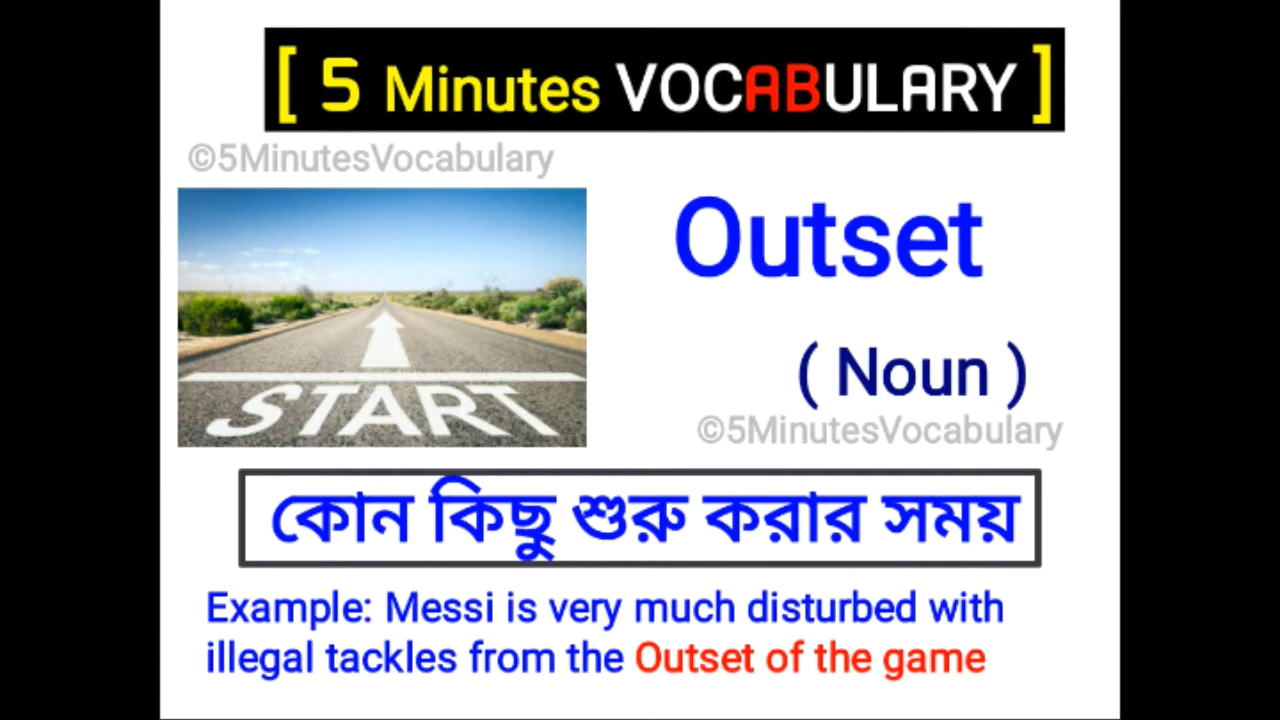 [ 5 Minutes VOCABULARY ]
©5MinutesVocabulary
Outset
START
( Noun )
©5MinutesVocabulary
কোন কিছু শুরু করার সময়
Example: Messi is very much disturbed with
illegal tackles from the Outset of the game